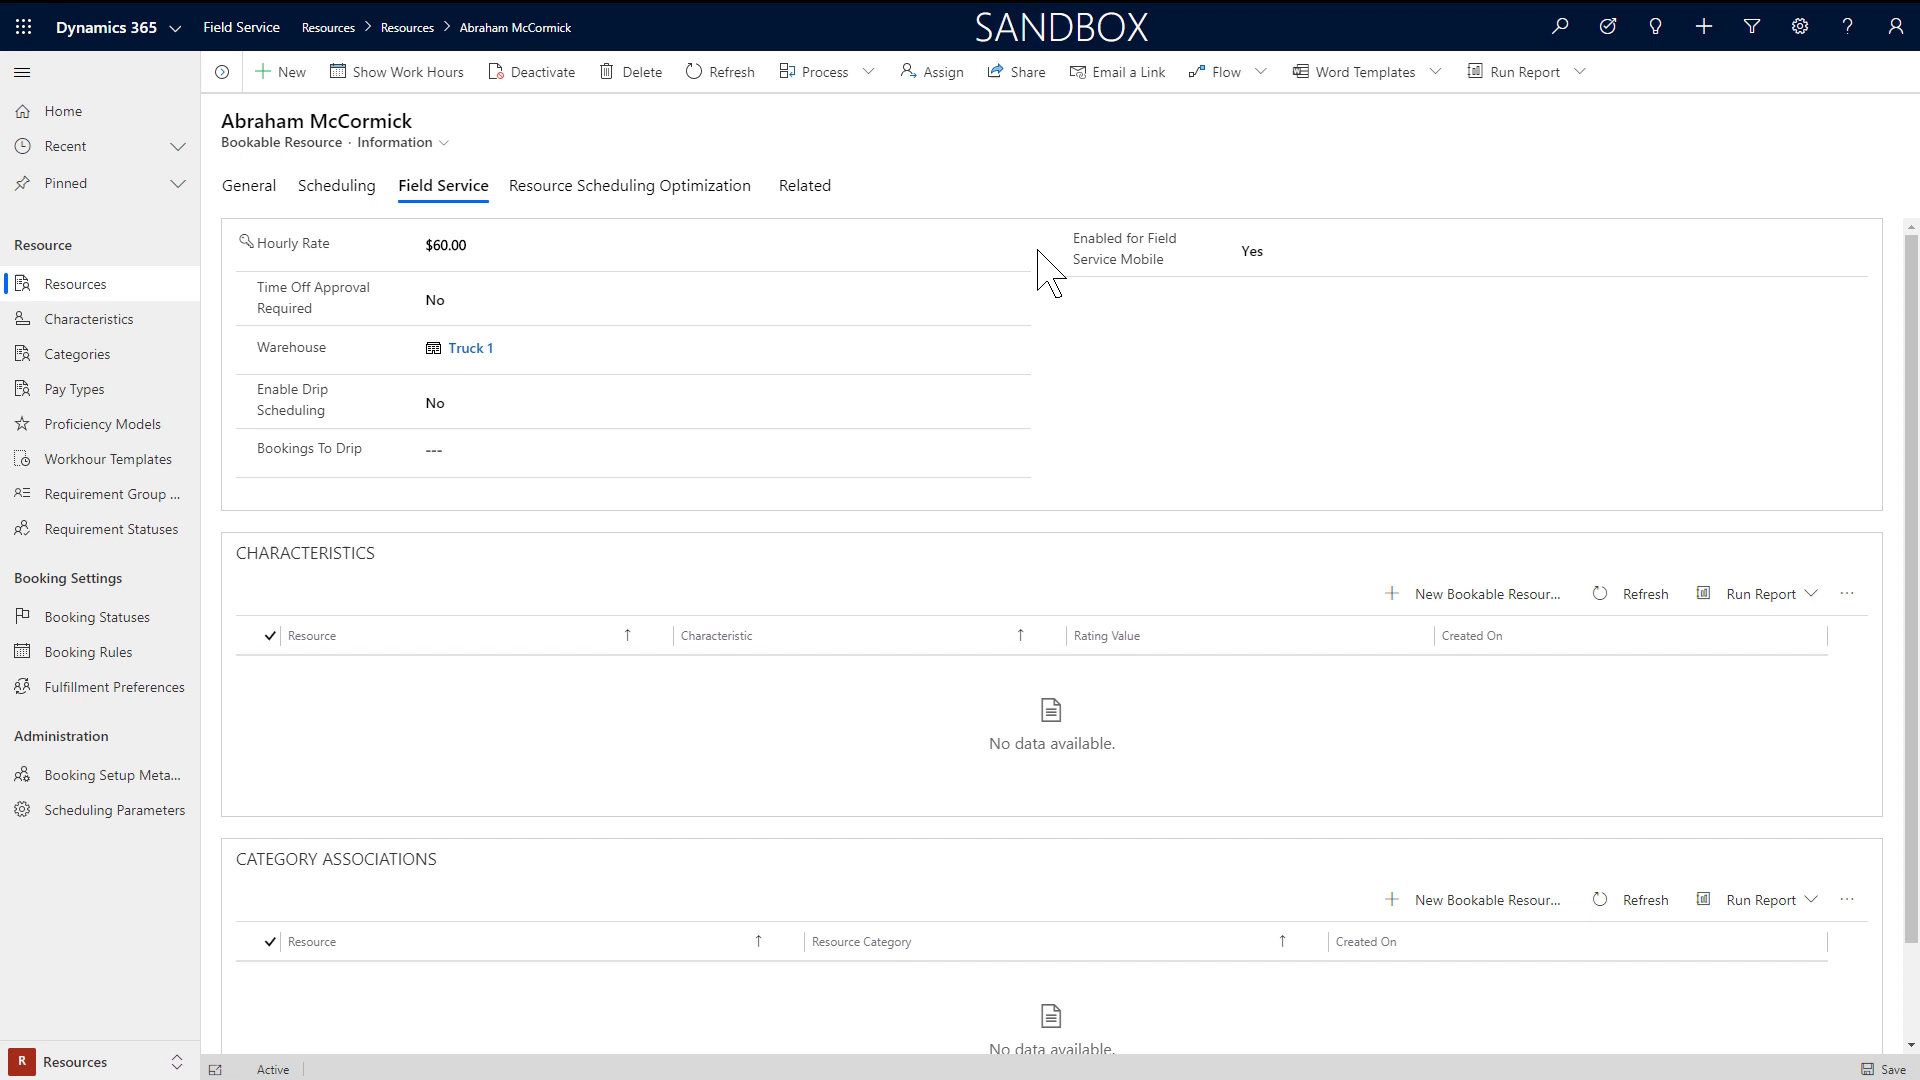 Dynamics 365 Field Service Resources Resources Abraham McCormick SANDBOX
New Show Work Hours Deactivate Delete Refresh Process Assign Share Email a Link Flow Word Templates Run Report
Home
Recent
Pinned
Resource
Resources
Characteristics
Categories
Pay Types
Proficiency Models
Workhour Templates
Requirement Group ...
Requirement Statuses
Booking Settings
Booking Statuses
Booking Rules
Fulfillment Preferences
Administration
Booking Setup Meta...
Scheduling Parameters
R Resources
Abraham McCormick
Bookable Resource · Information
General Scheduling Field Service Resource Scheduling Optimization Related
Hourly Rate $60.00
Time Off Approval
Required
No
Warehouse Truck 1
Enable Drip
Scheduling
No
Bookings To Drip ---
Enabled for Field
Service Mobile
Yes
CHARACTERISTICS
New Bookable Resour... Refresh Run Report ...
Resource Characteristic Rating Value Created On
No data available.
CATEGORY ASSOCIATIONS
New Bookable Resour... Refresh Run Report ...
Resource Resource Category Created On
No data available.
Active Save